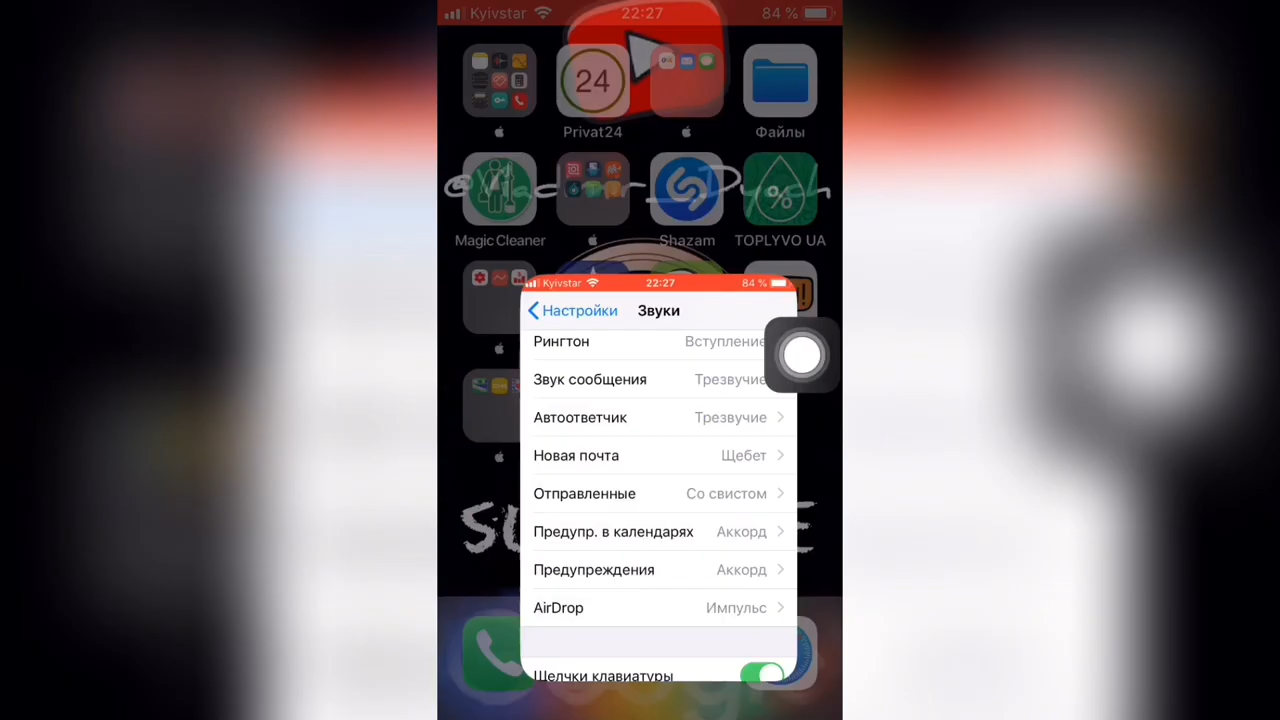 Kyivstar 22:27 84 %
24
Privat24 Файлы
%
Magic Cleaner Shazam TOPLYVO UA
Kyivstar 22:27 84 %
Настройки Звуки
Рингтон Вступление
Звук сообщения Трезвучие
Автоответчик Трезвучие
Новая почта Щебет
Отправленные Со свистом
Предупр. в календарях Аккорд
Предупреждения Аккорд
AirDrop Импульс
Щелчки клавиатуры